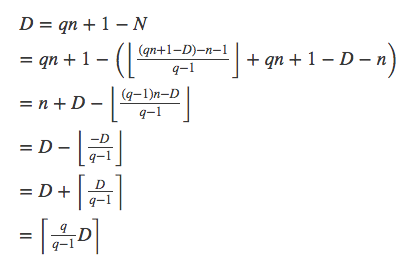 D = qn + 1 − N
= qn + 1 − (⌊((qn+1−D)−n−1)/(q−1)⌋ + qn + 1 − D − n)
= n + D − ⌊((q−1)n−D)/(q−1)⌋
= D − ⌊(−D)/(q−1)⌋
= D + ⌈D/(q−1)⌉
= ⌈q/(q−1) D⌉